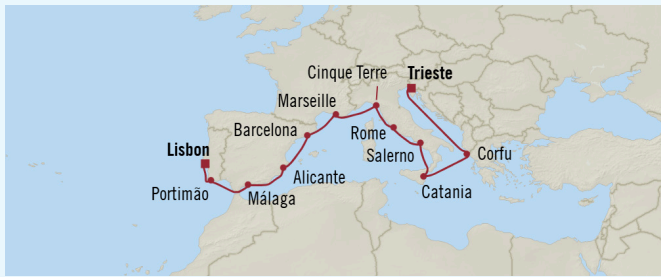 Cinque Terre
Trieste
Marseille
Barcelona
Rome
Lisbon
Salerno
Corfu
Alicante
Portimão
Málaga
Catania